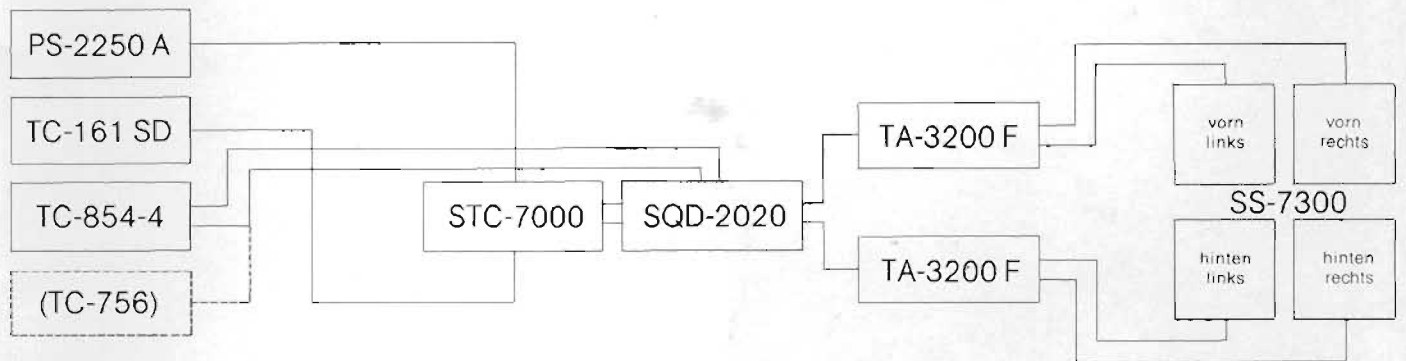 PS-2250 A
TC-161 SD
TC-854-4
(TC-756)
STC-7000
SQD-2020
TA-3200 F
TA-3200 F
vorn
links
vorn
rechts
SS-7300
hinten
links
hinten
rechts